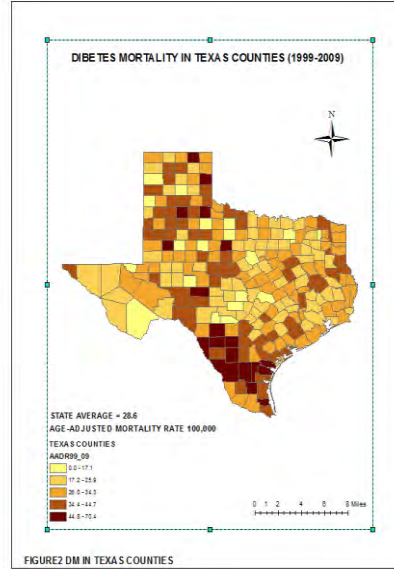 DIBETES MORTALITY IN TEXAS COUNTIES (1999-2009)
N
STATE AVERAGE = 28.6
AGE-ADJUSTED MORTALITY RATE 100,000
TEXAS COUNTIES
AADR99_09
0.0 - 17.1
17.2 - 25.9
26.0 - 34.3
34.4 - 44.7
44.8 - 70.4
0 1 2 4 6 8 Miles
FIGURE2 DM IN TEXAS COUNTIES